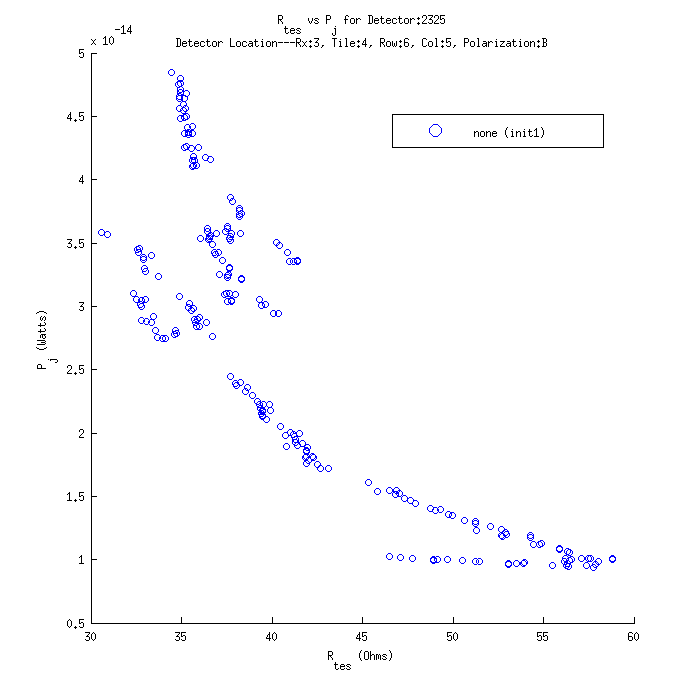 R_tes vs P_j for Detector:2325
Detector Location---Rx:3, Tile:4, Row:6, Col:5, Polarization:B
x 10^-14
none (init1)
5
4.5
4
3.5
3
2.5
2
1.5
1
0.5
P_j (Watts)
30 35 40 45 50 55 60
R_tes (Ohms)